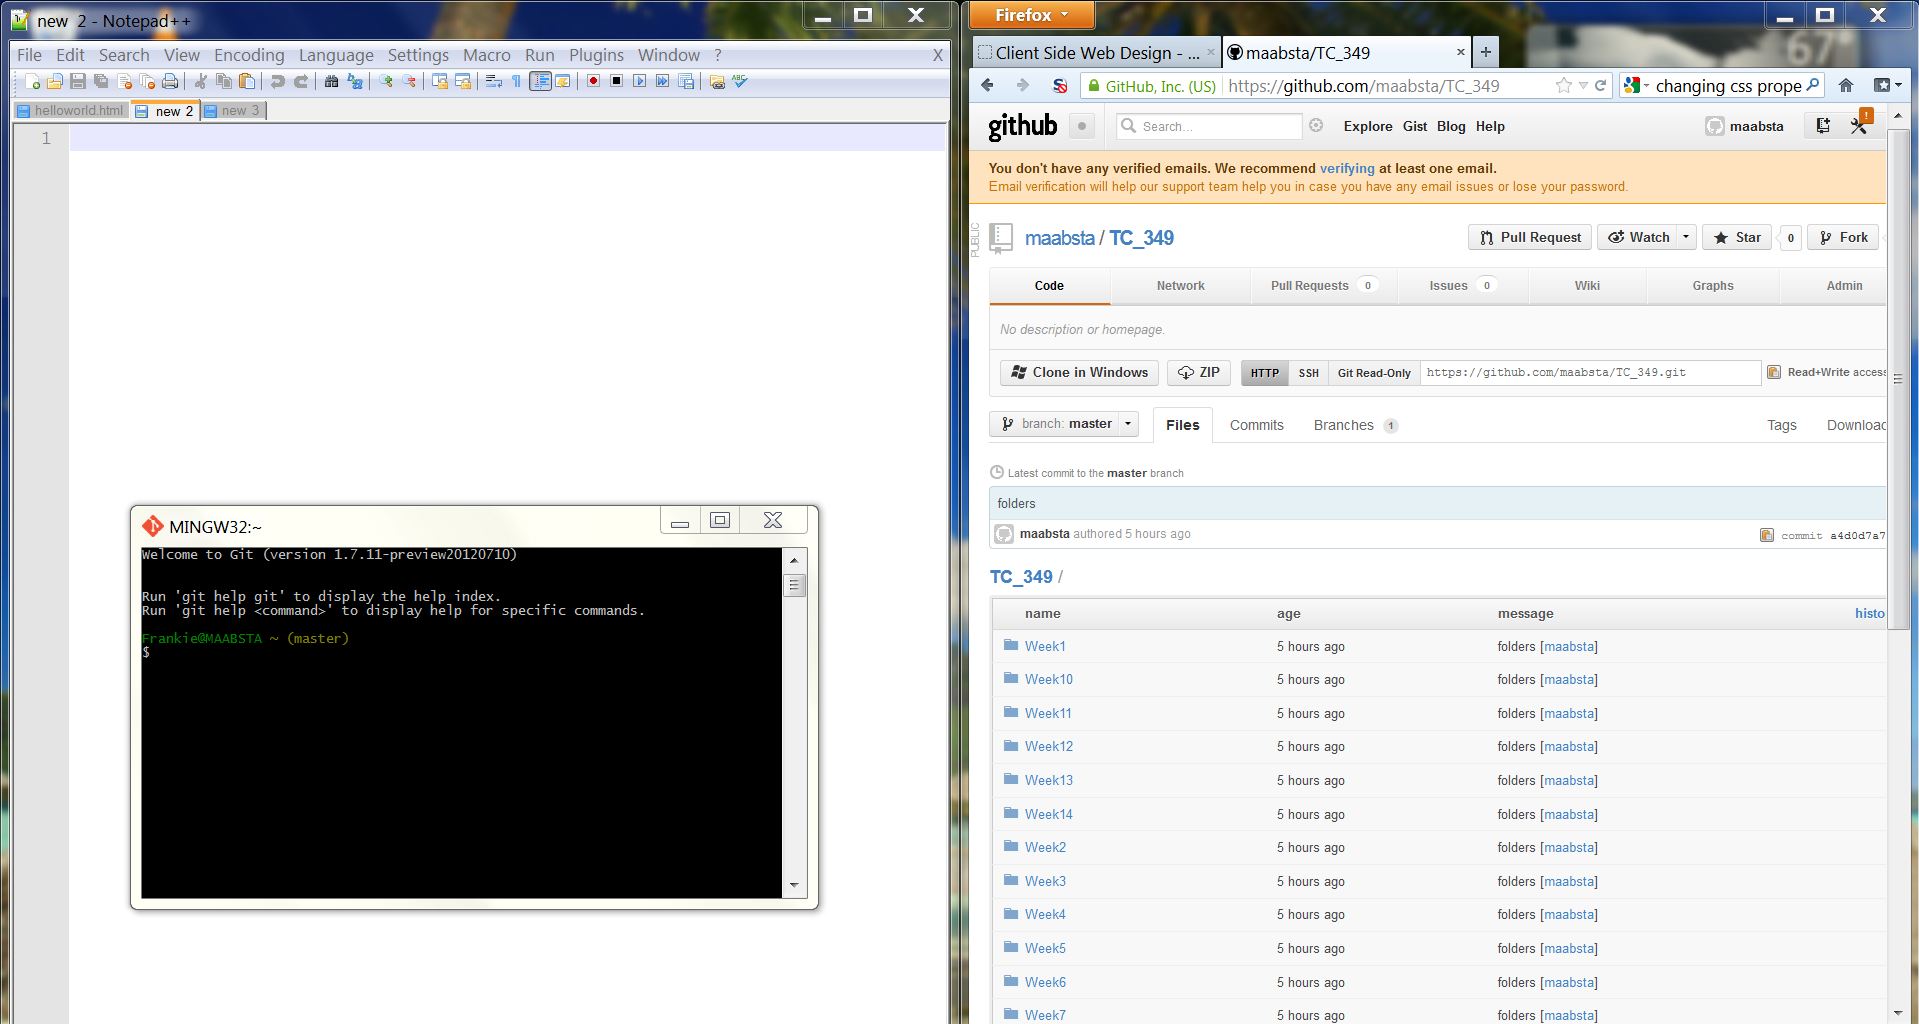 new 2 - Notepad++
File Edit Search View Encoding Language Settings Macro Run Plugins Window ? X
helloworld.html new 2 new 3
1
MINGW32:~
Welcome to Git (version 1.7.11-preview20120710)
Run 'git help git' to display the help index.
Run 'git help <command>' to display help for specific commands.
Frankie@MAABSTA ~ (master)
$
Firefox
67°
Client Side Web Design - ... maabsta/TC_349
GitHub, Inc. (US) https://github.com/maabsta/TC_349 changing css prope
github Search... Explore Gist Blog Help maabsta
You don't have any verified emails. We recommend verifying at least one email.
Email verification will help our support team help you in case you have any email issues or lose your password.
PUBLIC
maabsta / TC_349 Pull Request Watch Star 0 Fork
Code Network Pull Requests 0 Issues 0 Wiki Graphs Admin
No description or homepage.
Clone in Windows ZIP HTTP SSH Git Read-Only https://github.com/maabsta/TC_349.git Read+Write access
branch: master Files Commits Branches 1 Tags Downloac
Latest commit to the master branch
folders
maabsta authored 5 hours ago commit a4d0d7a7
TC_349 /
name age message histo
Week1 5 hours ago folders [maabsta]
Week10 5 hours ago folders [maabsta]
Week11 5 hours ago folders [maabsta]
Week12 5 hours ago folders [maabsta]
Week13 5 hours ago folders [maabsta]
Week14 5 hours ago folders [maabsta]
Week2 5 hours ago folders [maabsta]
Week3 5 hours ago folders [maabsta]
Week4 5 hours ago folders [maabsta]
Week5 5 hours ago folders [maabsta]
Week6 5 hours ago folders [maabsta]
Week7 5 hours ago folders [maabsta]